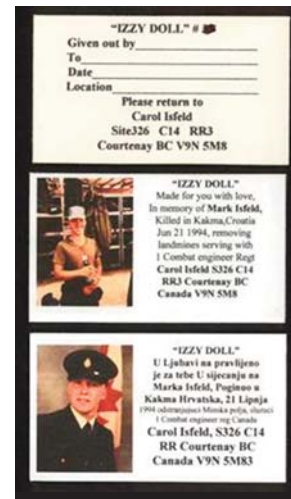 "IZZY DOLL" #
Given out by
To
Date
Location
Please return to
Carol Isfeld
Site326 C14 RR3
Courtenay BC V9N 5M8
"IZZY DOLL"
Made for you with love,
In memory of Mark Isfeld,
Killed in Kakma,Croatia
Jun 21 1994, removing
landmines serving with
1 Combat engineer Regt
Carol Isfeld S326 C14
RR3 Courtenay BC
Canada V9N 5M8
"IZZY DOLL"
U Ljubavi na pravlijeno
je za tebe U sijecanju na
Marka Isfeld, Poginuo u
Kakma Hrvatska, 21 Lipnja
1994 odstranjujuci Minska polja,
1 Combat engineer reg Canada
Carol Isfeld, S326 C14
RR Courtenay BC
Canada V9N 5M83